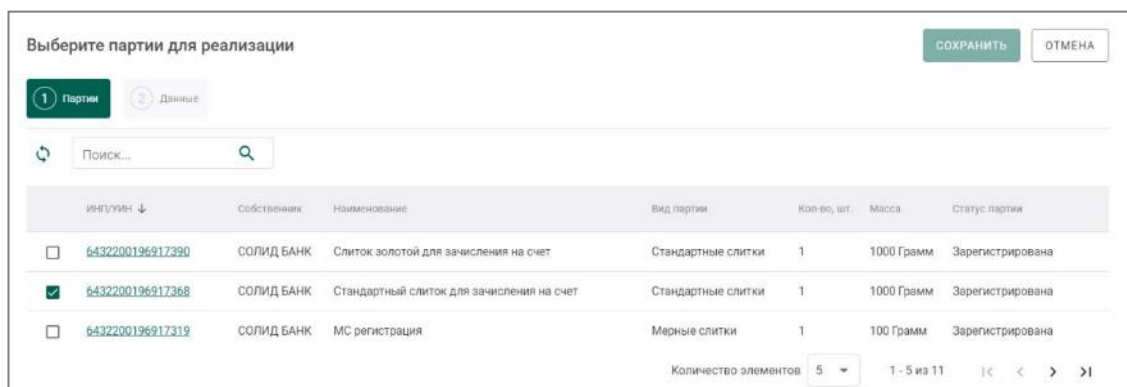 Выберите партии для реализации
СОХРАНИТЬ ОТМЕНА
1 Партии 2 Данные
Поиск...
ИНП/УИН Собственник Наименование Вид партии Кол-во, шт. Масса Статус партии
6432200196917390 СОЛИД БАНК Слиток золотой для зачисления на счет Стандартные слитки 1 1000 Грамм Зарегистрирована
6432200196917368 СОЛИД БАНК Стандартный слиток для зачисления на счет Стандартные слитки 1 1000 Грамм Зарегистрирована
6432200196917319 СОЛИД БАНК МС регистрация Мерные слитки 1 100 Грамм Зарегистрирована
Количество элементов 5 1 - 5 из 11